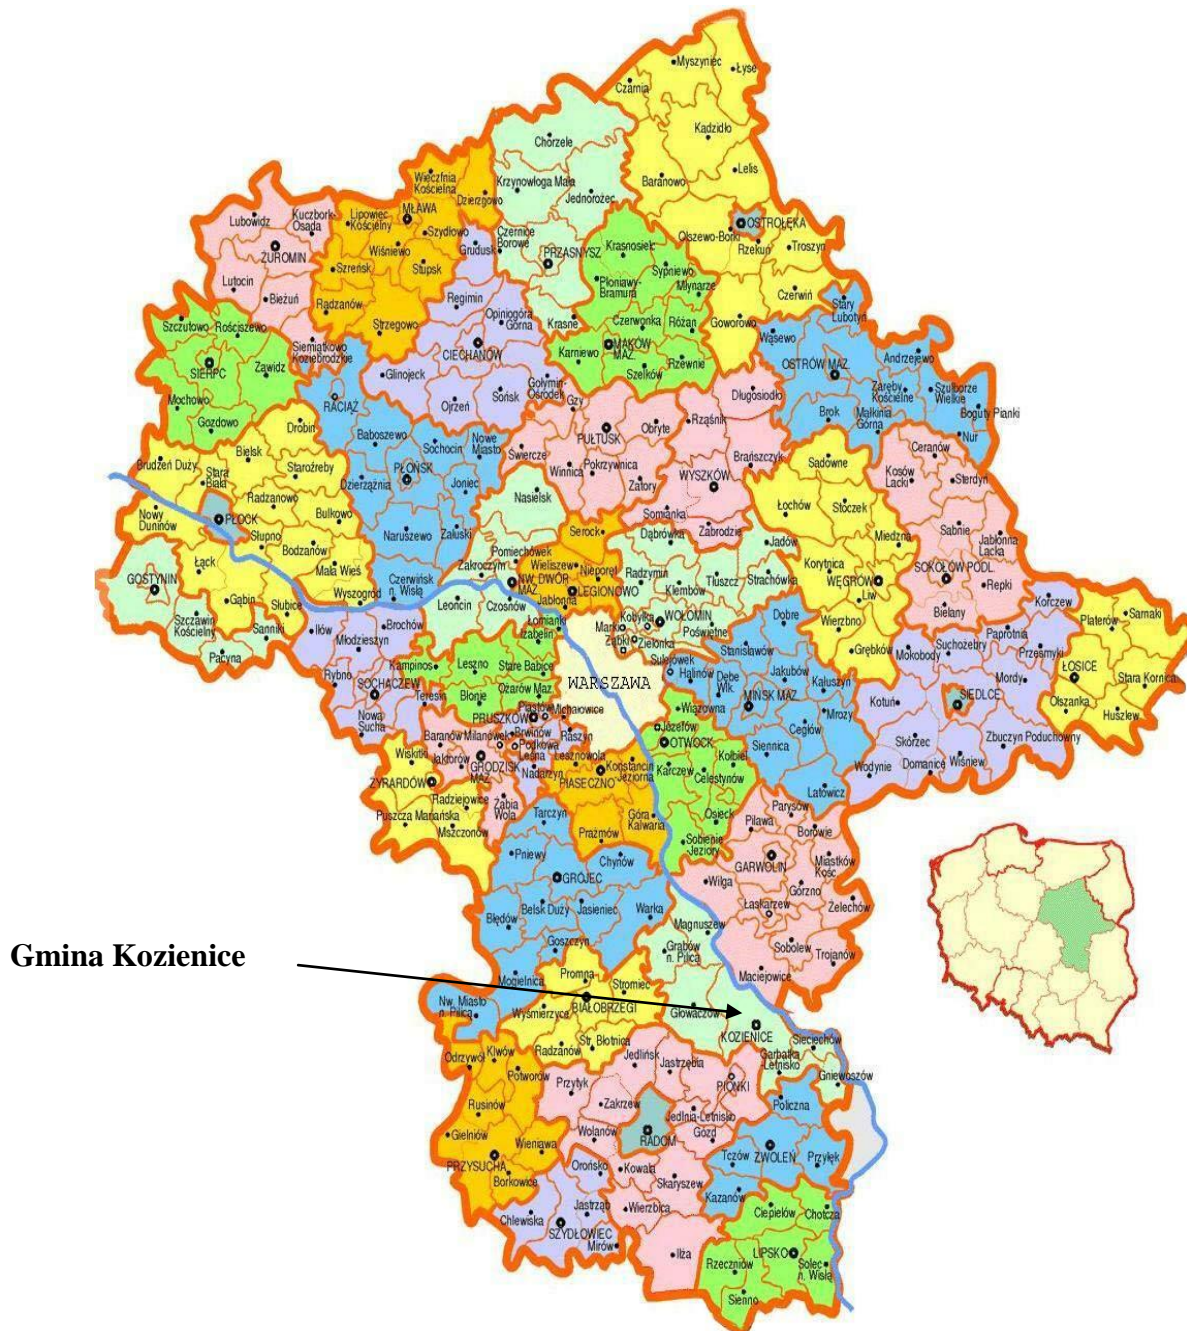 Myszyniec
Łyse
Czarnia
Kadzidło
Chorzele
Lelis
Baranowo
Wieczfnia
Kościelna
Krzynowłoga Mała
Jednorożec
Dzierzgowo
Lubowidz
Kuczbork-
Osada
Lipowiec
Kościelny
MŁAWA
Szydłowo
OSTROŁĘKA
Olszewo-Borki
Rzekuń
Troszyn
Czernice
Borowe
Grudusk
Wiśniewo
ŻUROMIN
PRZASNYSZ
Krasnosielc
Sypniewo
Szreńsk
Stupsk
Lutocin
Bieżuń
Płoniawy-
Bramura
Młynarze
Czerwin
Regimin
Radzanów
Opinogóra
Górna
Stary
Lubotyń
Goworowo
Krasne
Czerwonka
Różan
Szczutowo
Rościszewo
Strzegowo
Siemiątkowo
Koziebrodzkie
Wąsewo
CIECHANÓW
MAKÓW
MAZ.
OSTRÓW MAZ.
Andrzejewo
SIERPC
Zawidz
Karniewo
Szelków
Rzewnie
Glinojeck
Gołymin-
Ośrodek
Sońsk
Gzy
Ojrzeń
Długosiodło
Zaręby
Kościelne
Szulborze
Wielkie
Mochowo
RACIĄŻ
Gozdowo
Drobin
Baboszewo
Sochocin
Nowe
Miasto
PUŁTUSK
Obryte
Rząśnik
Brok
Małkinia
Górna
Boguty Pianki
Nur
Ceranów
Brudzeń Duży
Bielsk
Stara
Biała
Staroźreby
PŁOŃSK
Świercze
Winnica
Pokrzywnica
Brańszczyk
Sadowne
Kosów
Lacki
Sterdyń
Dzierzążnia
Joniec
Zatory
WYSZKÓW
Nasielsk
Radzanowo
Nowy
Duninów
PŁOCK
Bulkowo
Somianka
Łochów
Stoczek
Zabrodzie
Słupno
Naruszewo
Załuski
Serock
Dąbrówka
Sabnie
Jabłonna
Lacka
Bodzanów
Jadów
Miedzna
Pomiechówek
Wieliszew
Łąck
Mała Wieś
Zakroczym
Nieporęt
Radzymin
Tłuszcz
Strachówka
Korytnica
WĘGRÓW
SOKOŁÓW PODL.
Repki
GOSTYNIN
NW. DWÓR
MAZ.
LEGIONOWO
Klembów
Liw
Gąbin
Słubice
Wyszogród
Czerwińsk
n. Wisłą
Leoncin
Czosnów
Jabłonna
Dobre
Bielany
Korczew
Sarnaki
Szczawin
Kościelny
Sanniki
Iłów
Brochów
Łomianki
Izabelin
Kobyłka
Marki
WOŁOMIN
Poświętne
Wierzbno
Platerów
Młodzieszyn
Ząbki
Zielonka
Stanisławów
Suchożebry
Paprotnia
Przesmyki
Pacyna
Kampinos
Leszno
Stare Babice
Sulejówek
Halinów
Dębe
Wlk.
Jakubów
Grębków
Mokobody
ŁOSICE
Rybno
SOCHACZEW
Teresin
Błonie
Ożarów Maz.
WARSZAWA
Wiązowna
MIŃSK MAZ.
Kałuszyn
Mordy
Stara Kornica
Kotuń
SIEDLCE
Olszanka
Nowa
Sucha
PRUSZKÓW
Piastów
Michałowice
Mrozy
Huszlew
Baranów
Milanówek
Brwinów
Raszyn
Józefów
OTWOCK
Cegłów
Skórzec
Zbuczyn Poduchowny
Wiskitki
Jaktorów
Podkowa
Leśna
Lesznowola
Siennica
Kołbiel
GRODZISK
MAZ.
Nadarzyn
Konstancin
Jeziorna
Karczew
Celestynów
Wodynie
Domanice
Wiśniew
ŻYRARDÓW
PIASECZNO
Radziejowice
Latowicz
Puszcza Mariańska
Żabia
Wola
Parysów
Mszczonów
Tarczyn
Góra
Kalwaria
Osieck
Pilawa
Borowie
Prażmów
Sobienie
Jeziory
Pniewy
Chynów
GARWOLIN
Miastków
Kość.
GRÓJEC
Wilga
Górzno
Łaskarzew
Żelechów
Belsk Duży
Jasieniec
Warka
Błędów
Magnuszew
Goszczyn
Grabów
n. Pilicą
Sobolew
Trojanów
Gmina Kozienice
Mogielnica
Promna
Stromiec
Maciejowice
Nw. Miasto
n. Pilicą
Wyśmierzyce
BIAŁOBRZEGI
Głowaczów
KOZIENICE
Sieciechów
Radzanów
Str. Błotnica
Odrzywół
Klwów
Jedlińsk
Jastrzębia
Garbatka
Letnisko
Potworów
Przytyk
PIONKI
Gniewoszów
Rusinów
Zakrzew
Jedlnia-Letnisko
Policzna
Gielniów
Wieniawa
Wolanów
RADOM
Gózd
PRZYSUCHA
Orońsko
Kowala
Tczów
ZWOLEŃ
Przyłęk
Borkowice
Skaryszew
Kazanów
Jastrząb
Wierzbica
Ciepielów
Chotcza
Chlewiska
SZYDŁOWIEC
Mirów
Iłża
LIPSKO
Rzeczniów
Solec
n. Wisłą
Sienno